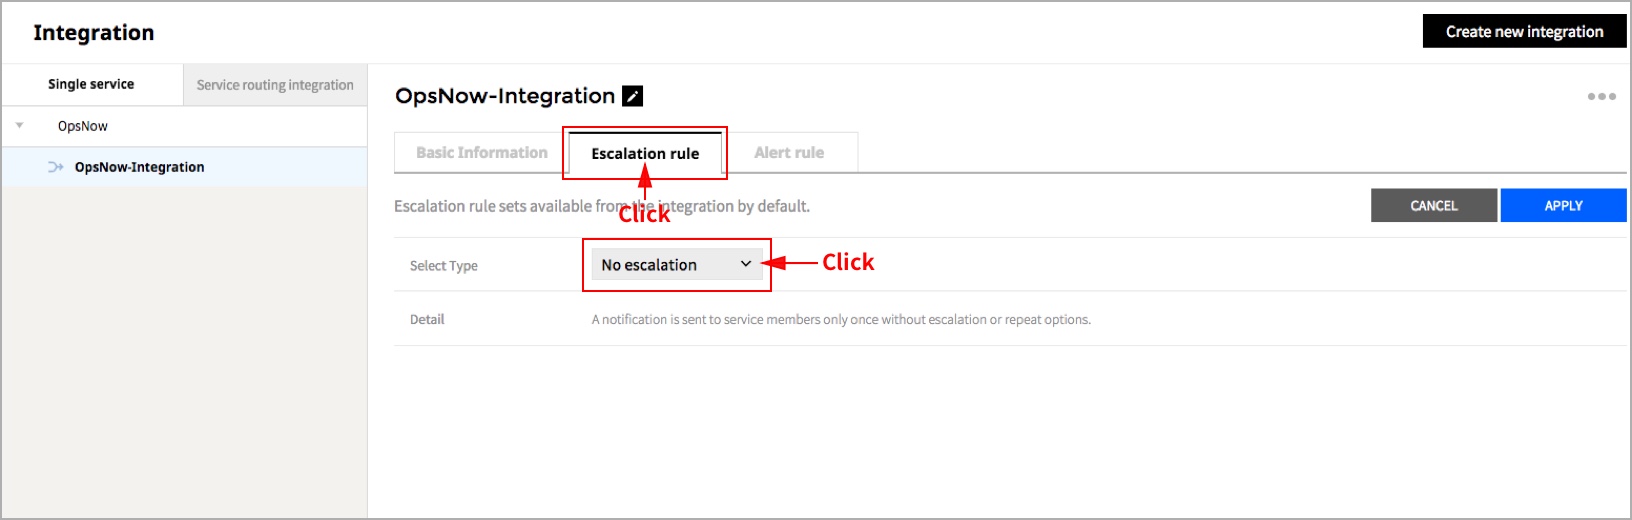 Integration
Create new integration
Single service
Service routing integration
OpsNow
OpsNow-Integration
OpsNow-Integration
Basic Information
Escalation rule
Alert rule
Escalation rule sets available from the integration by default.
Click
CANCEL
APPLY
Select Type
No escalation
Click
Detail
A notification is sent to service members only once without escalation or repeat options.